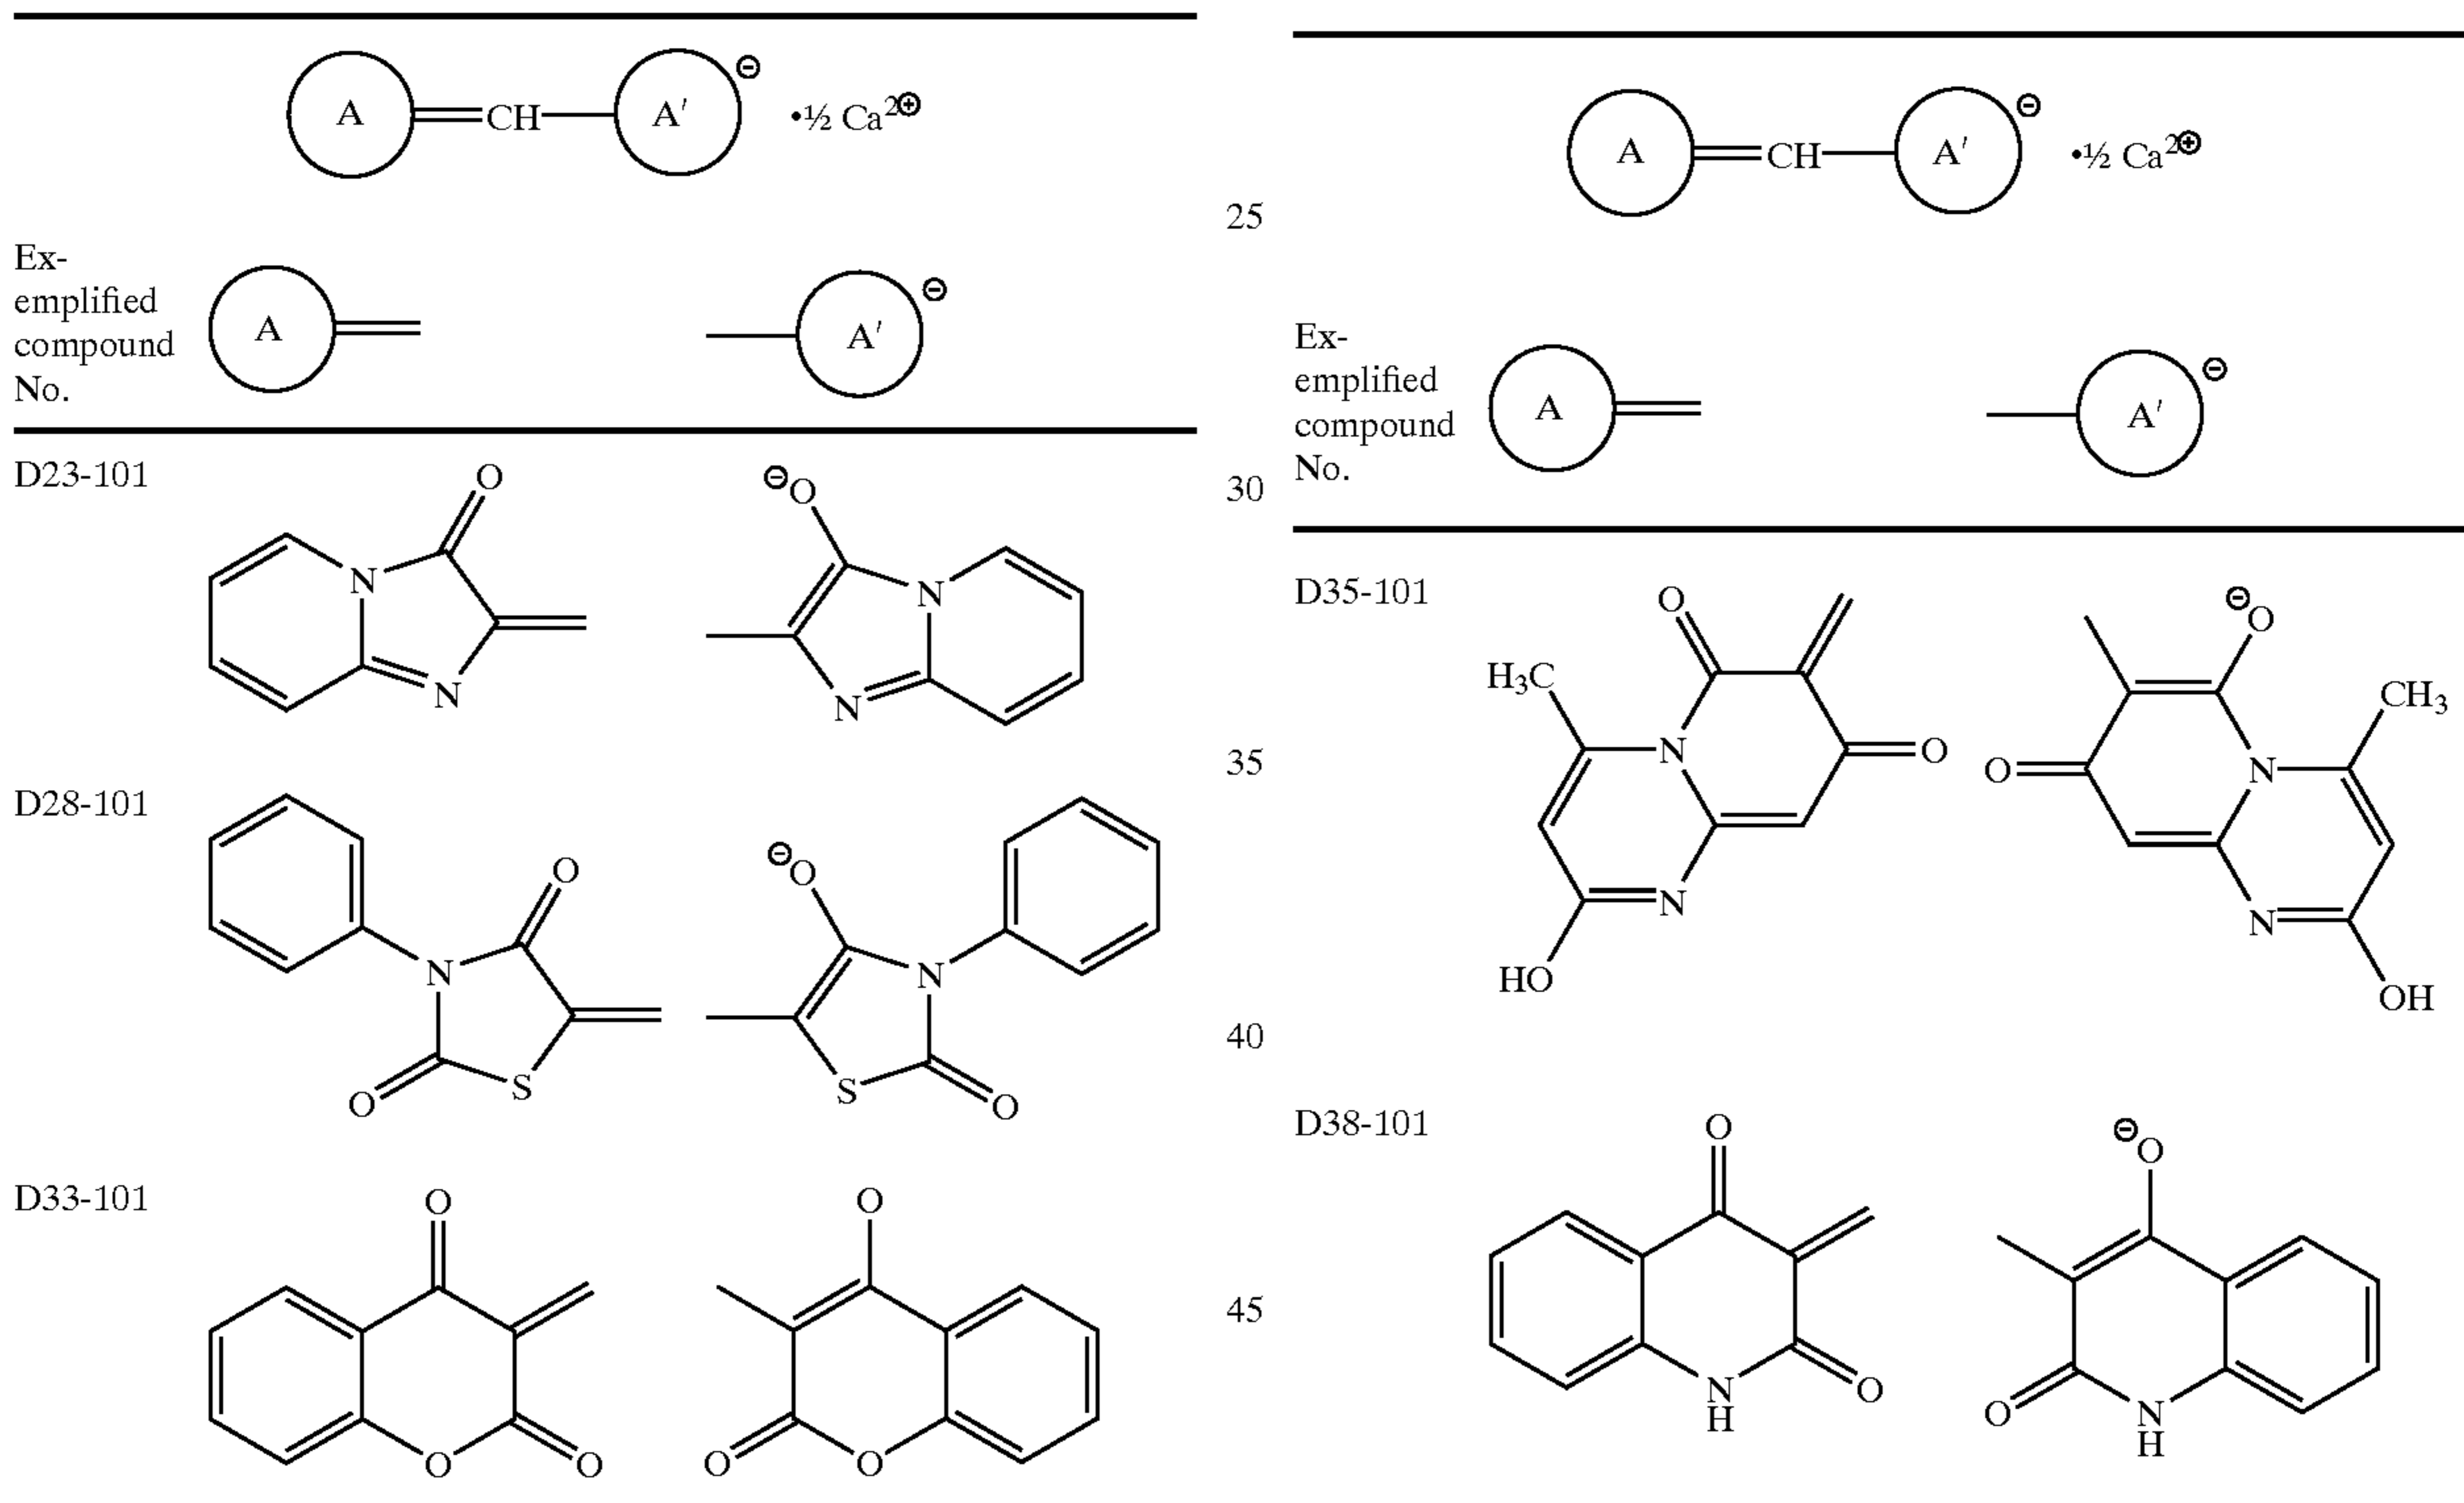 A=CH—A′⊖ •½ Ca2⊕
Ex-
emplified
compound
No.
A
A′ ⊖
D23-101
O
N
N
⊖O
N
N
D28-101
O
N
O
S
⊖O
N
S
O
D33-101
O
O
O
O
O
O
25
30
35
40
45
A=CH—A′⊖ •½ Ca2⊕
Ex-
emplified
compound
No.
A
A′ ⊖
D35-101
O
H3C
N
O
N
HO
⊖O
CH3
O
N
N
OH
D38-101
O
N
H
O
⊖O
O
N
H